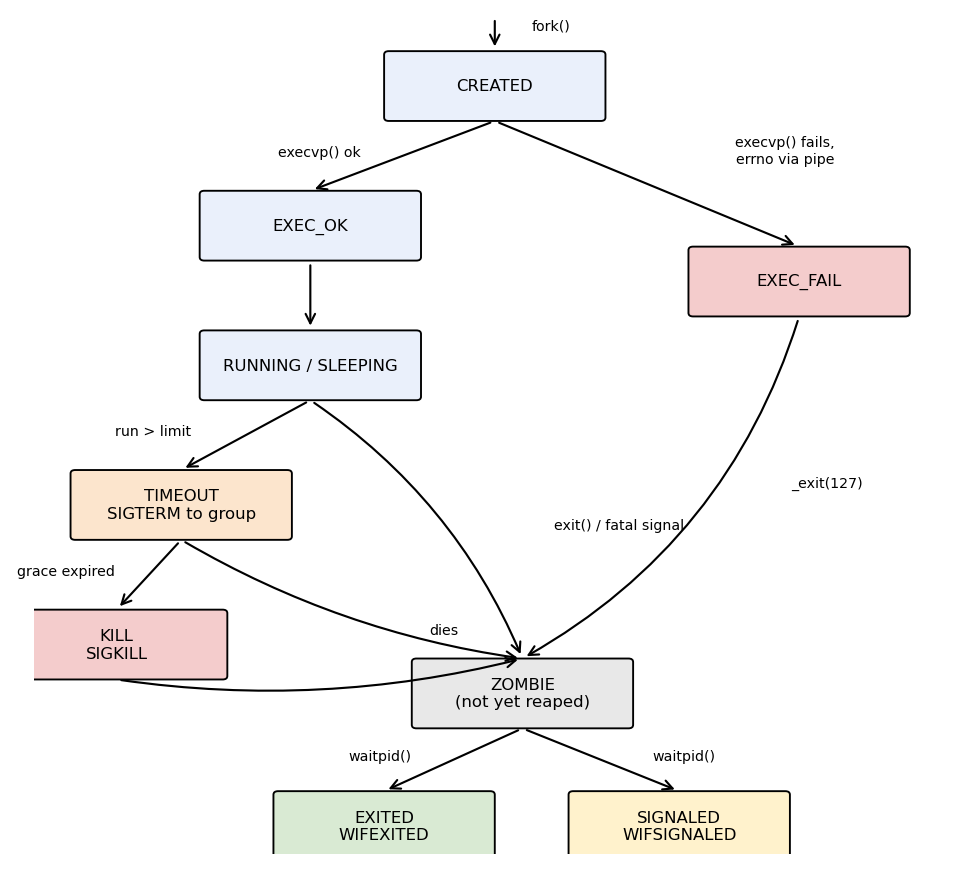 fork()
CREATED
execvp() ok
execvp() fails,
errno via pipe
EXEC_OK
EXEC_FAIL
RUNNING / SLEEPING
run > limit
TIMEOUT
SIGTERM to group
_exit(127)
exit() / fatal signal
grace expired
dies
KILL
SIGKILL
ZOMBIE
(not yet reaped)
waitpid()
waitpid()
EXITED
WIFEXITED
SIGNALED
WIFSIGNALED